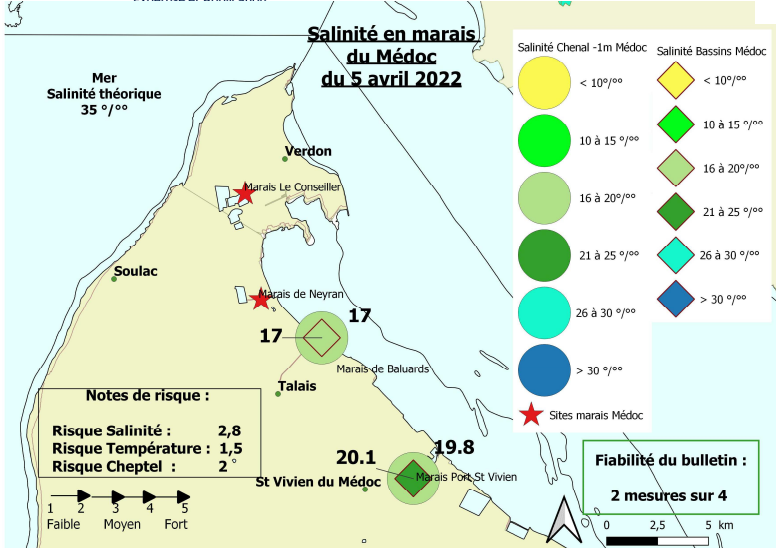 Salinité en marais
du Médoc
du 5 avril 2022
Mer
Salinité théorique
35 °/°°
Verdon
Marais Le Conseiller
Soulac
Marais de Neyran
17
17
Marais de Baluards
Talais
Notes de risque :
Risque Salinité : 2,8
Risque Température : 1,5
Risque Cheptel : 2
1 2 3 4 5
Faible Moyen Fort
20.1
19.8
St Vivien du Médoc
Marais Port St Vivien
Salinité Chenal -1m Médoc
< 10°/°°
10 à 15 °/°°
16 à 20°/°°
21 à 25 °/°°
26 à 30 °/°°
> 30 °/°°
Sites marais Médoc
Salinité Bassins Médoc
< 10°/°°
10 à 15 °/°°
16 à 20°/°°
21 à 25 °/°°
26 à 30 °/°°
> 30 °/°°
Fiabilité du bulletin :
2 mesures sur 4
0 2,5 5 km